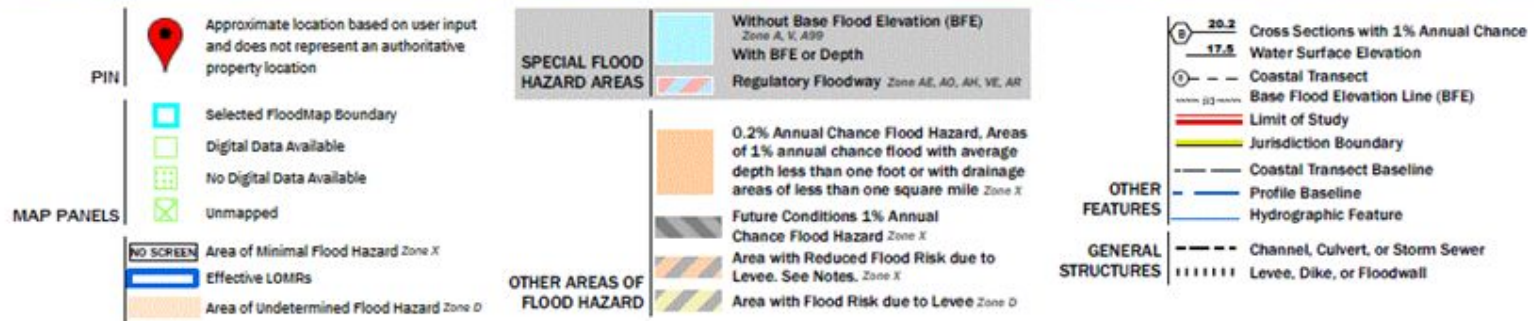 PIN
Approximate location based on user input
and does not represent an authoritative
property location
MAP PANELS
Selected FloodMap Boundary
Digital Data Available
No Digital Data Available
Unmapped
NO SCREEN Area of Minimal Flood Hazard Zone X
Effective LOMRs
Area of Undetermined Flood Hazard Zone D
SPECIAL FLOOD
HAZARD AREAS
Without Base Flood Elevation (BFE)
Zone A, V, A99
With BFE or Depth
Regulatory Floodway Zone AE, AO, AH, VE, AR
OTHER AREAS OF
FLOOD HAZARD
0.2% Annual Chance Flood Hazard, Areas
of 1% annual chance flood with average
depth less than one foot or with drainage
areas of less than one square mile Zone X
Future Conditions 1% Annual
Chance Flood Hazard Zone X
Area with Reduced Flood Risk due to
Levee. See Notes. Zone X
Area with Flood Risk due to Levee Zone D
OTHER
FEATURES
20.2 Cross Sections with 1% Annual Chance
17.5 Water Surface Elevation
Coastal Transect
Base Flood Elevation Line (BFE)
Limit of Study
Jurisdiction Boundary
Coastal Transect Baseline
Profile Baseline
Hydrographic Feature
GENERAL
STRUCTURES
Channel, Culvert, or Storm Sewer
Levee, Dike, or Floodwall